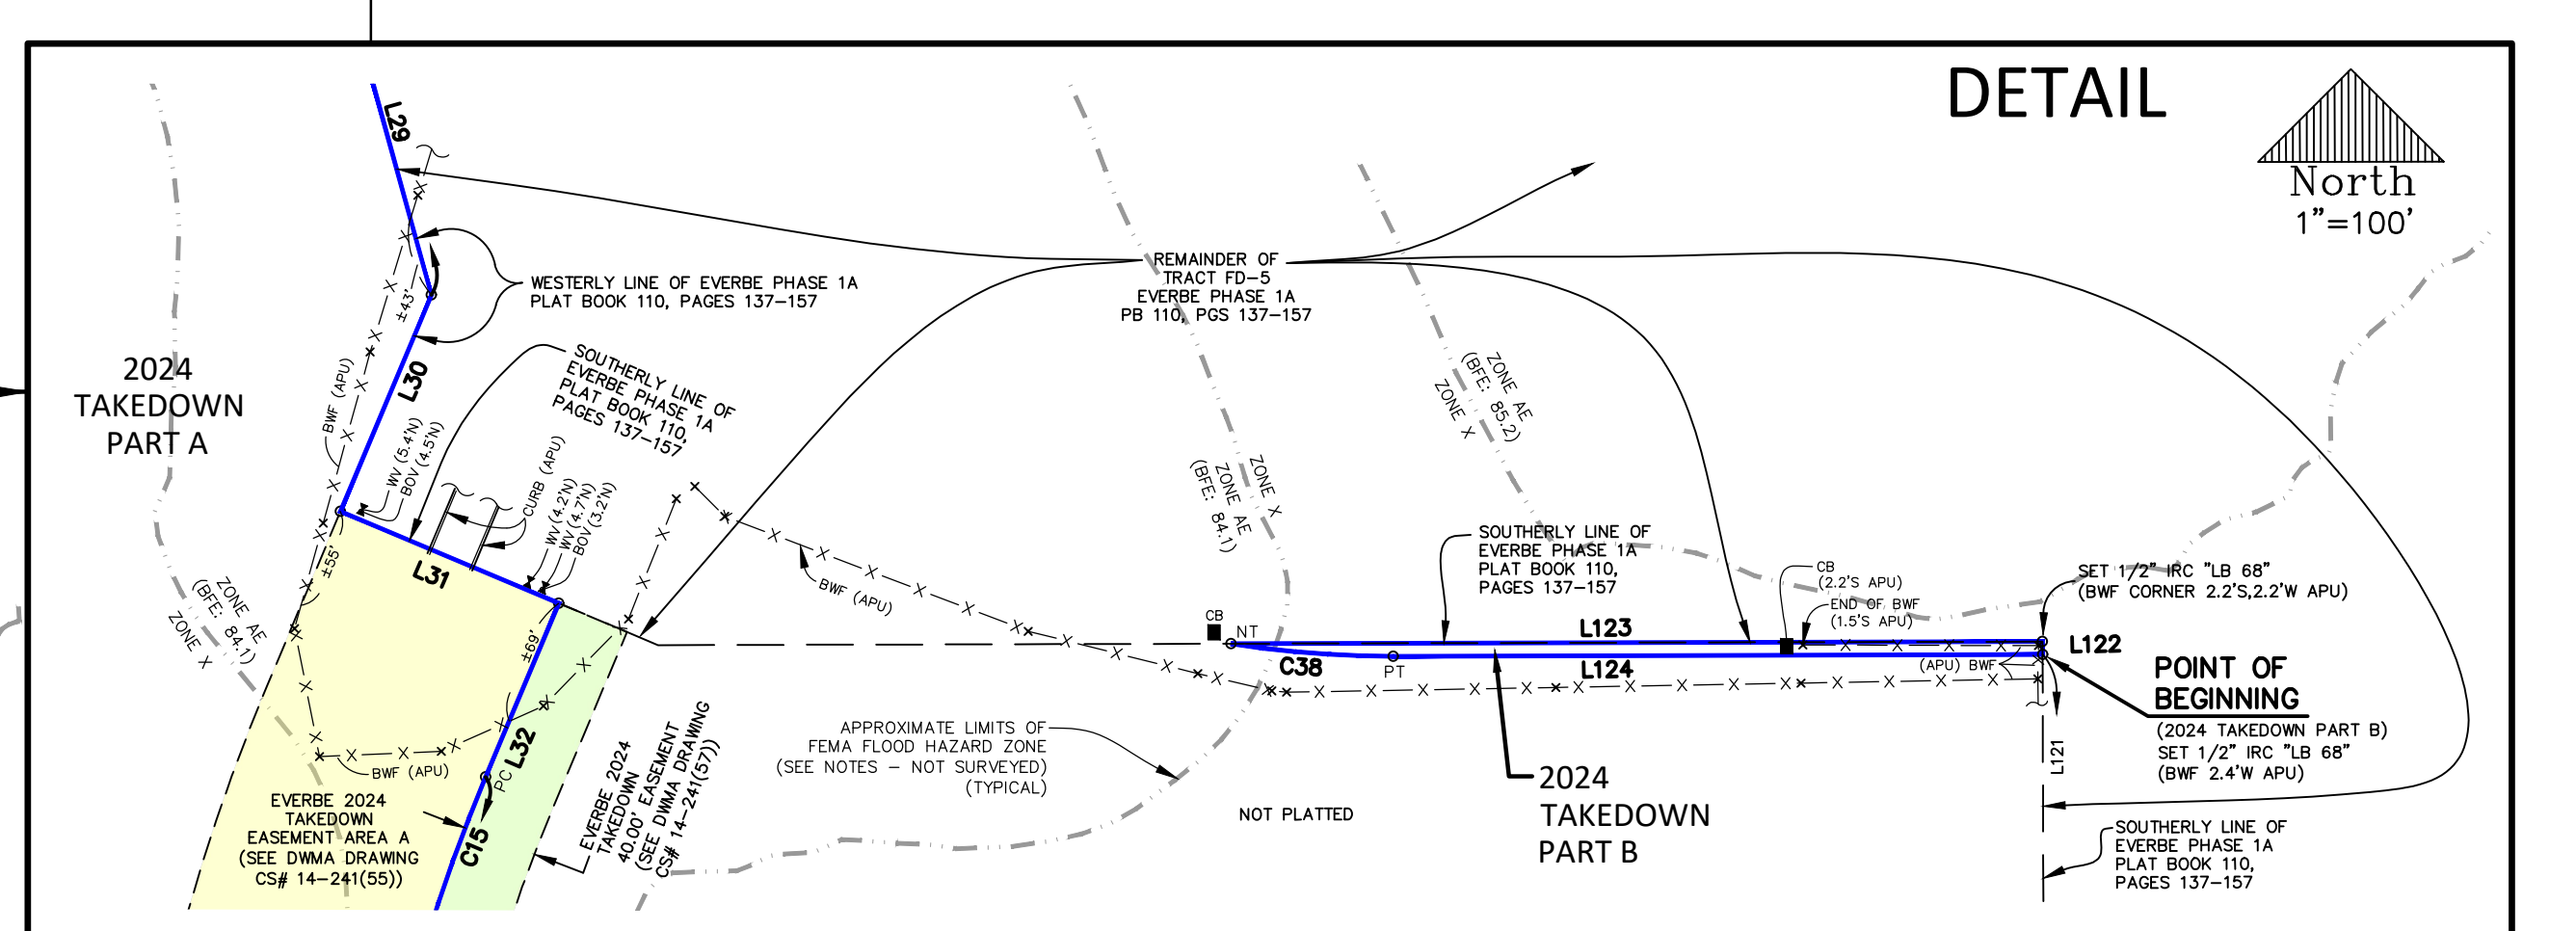 DETAIL
North
1"=100'
L29
REMAINDER OF
TRACT FD-5
EVERBE PHASE 1A
PB 110, PGS 137-157
WESTERLY LINE OF EVERBE PHASE 1A
PLAT BOOK 110, PAGES 137-157
±43'
2024
TAKEDOWN
PART A
BWF (APU)
L30
SOUTHERLY LINE OF
EVERBE PHASE 1A
PLAT BOOK 110,
PAGES 137-157
WV (5.4'N)
BOV (4.5'N)
CURB (APU)
WV (4.2'N)
WV (4.7'N)
BOV (3.2'N)
ZONE AE
(BFE: 85.2)
ZONE X
ZONE X
ZONE AE
(BFE: 84.1)
±55'
L31
BWF (APU)
SOUTHERLY LINE OF
EVERBE PHASE 1A
PLAT BOOK 110,
PAGES 137-157
CB
(2.2'S APU)
END OF BWF
(1.5'S APU)
SET 1/2" IRC "LB 68"
(BWF CORNER 2.2'S,2.2'W APU)
ZONE AE
(BFE: 84.1)
ZONE X
±69'
CB
NT
L123
L122
C38
PT
L124
(APU) BWF
POINT OF
BEGINNING
(2024 TAKEDOWN PART B)
SET 1/2" IRC "LB 68"
(BWF 2.4'W APU)
L121
L32
PC
BWF (APU)
EVERBE 2024
TAKEDOWN
40.00' EASEMENT
(SEE DWMA DRAWING
CS# 14-241(57))
APPROXIMATE LIMITS OF
FEMA FLOOD HAZARD ZONE
(SEE NOTES - NOT SURVEYED)
(TYPICAL)
2024
TAKEDOWN
PART B
NOT PLATTED
EVERBE 2024
TAKEDOWN
EASEMENT AREA A
(SEE DWMA DRAWING
CS# 14-241(55))
C15
SOUTHERLY LINE OF
EVERBE PHASE 1A
PLAT BOOK 110,
PAGES 137-157